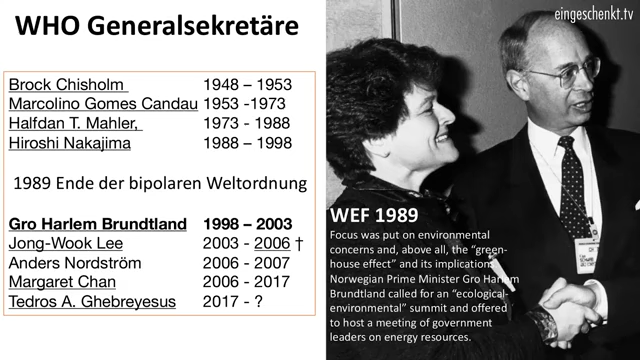 WHO Generalsekretäre
Brock Chisholm 1948 – 1953
Marcolino Gomes Candau 1953 -1973
Halfdan T. Mahler, 1973 - 1988
Hiroshi Nakajima 1988 – 1998
1989 Ende der bipolaren Weltordnung
Gro Harlem Brundtland 1998 – 2003
Jong-Wook Lee 2003 - 2006 †
Anders Nordström 2006 - 2007
Margaret Chan 2006 - 2017
Tedros A. Ghebreyesus 2017 - ?
eingeschenkt.tv
WEF 1989
Focus was put on environmental
concerns and, above all, the “green-
house effect” and its implication
Norwegian Prime Minister Gro Harlem
Brundtland called for an “ecological-
environmental” summit and offered
to host a meeting of government
leaders on energy resources.